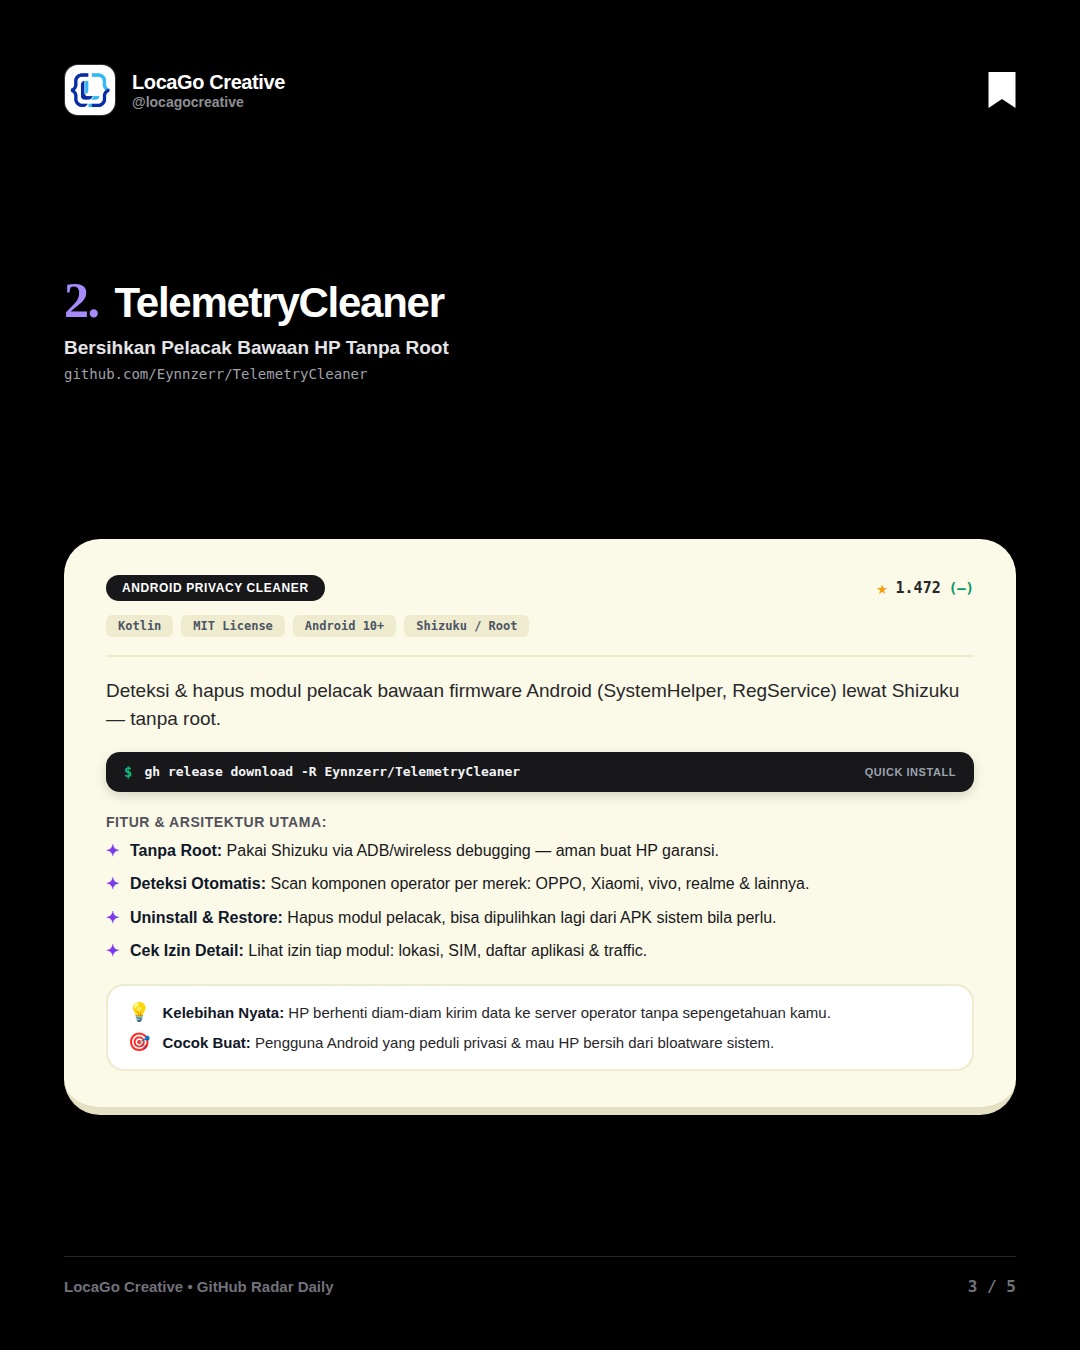 LocaGo Creative
@locagocreative
2. TelemetryCleaner
Bersihkan Pelacak Bawaan HP Tanpa Root
github.com/Eynnzerr/TelemetryCleaner
ANDROID PRIVACY CLEANER
★ 1.472 (—)
Kotlin MIT License Android 10+ Shizuku / Root
Deteksi & hapus modul pelacak bawaan firmware Android (SystemHelper, RegService) lewat Shizuku
— tanpa root.
$ gh release download -R Eynnzerr/TelemetryCleaner QUICK INSTALL
FITUR & ARSITEKTUR UTAMA:
✦ Tanpa Root: Pakai Shizuku via ADB/wireless debugging — aman buat HP garansi.
✦ Deteksi Otomatis: Scan komponen operator per merek: OPPO, Xiaomi, vivo, realme & lainnya.
✦ Uninstall & Restore: Hapus modul pelacak, bisa dipulihkan lagi dari APK sistem bila perlu.
✦ Cek Izin Detail: Lihat izin tiap modul: lokasi, SIM, daftar aplikasi & traffic.
💡 Kelebihan Nyata: HP berhenti diam-diam kirim data ke server operator tanpa sepengetahuan kamu.
🎯 Cocok Buat: Pengguna Android yang peduli privasi & mau HP bersih dari bloatware sistem.
LocaGo Creative • GitHub Radar Daily
3 / 5